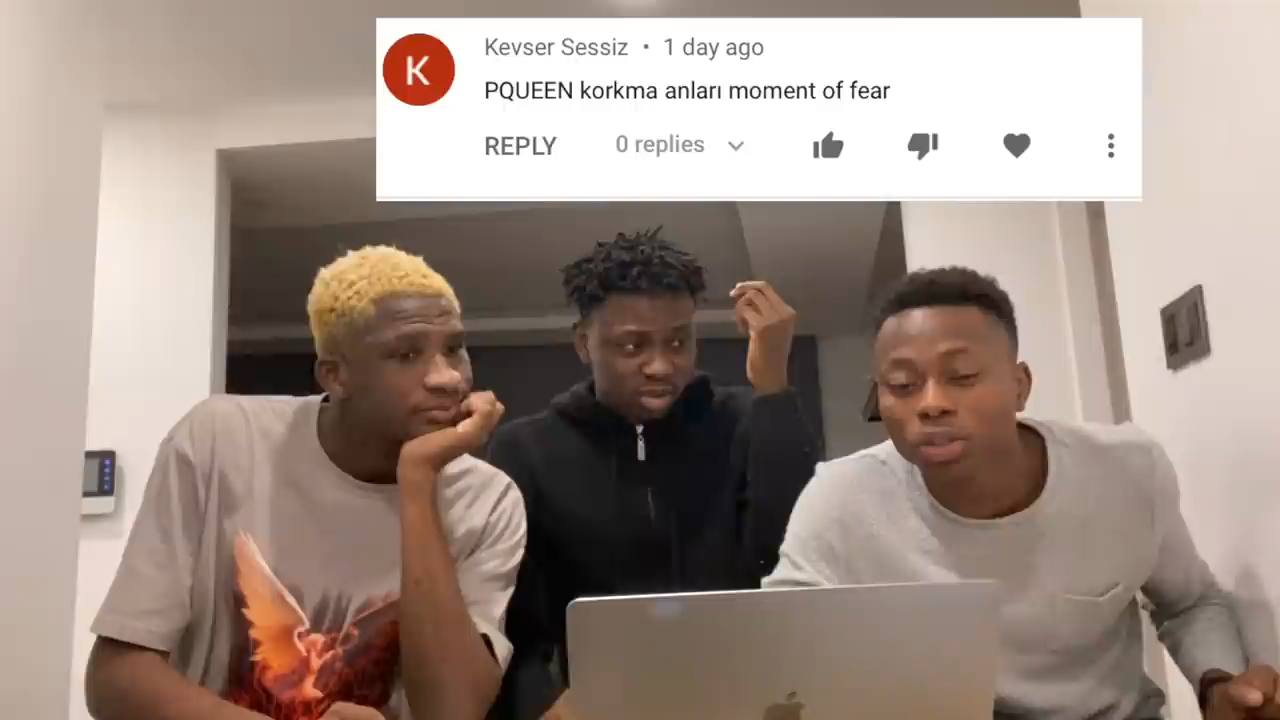 Kevser Sessiz • 1 day ago
PQUEEN korkma anları moment of fear
REPLY 0 replies
K